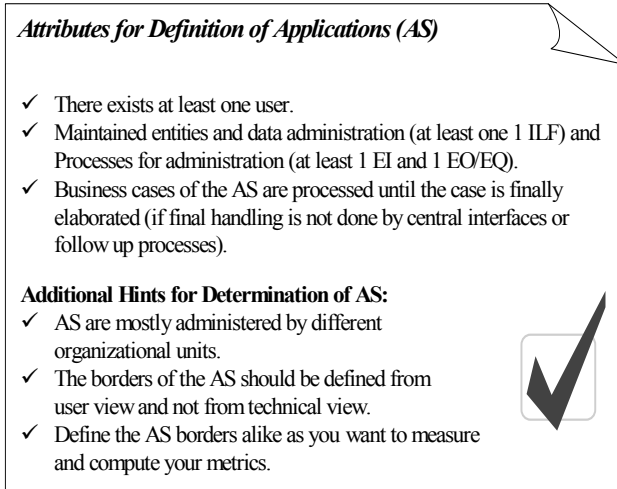 Attributes for Definition of Applications (AS)
✓ There exists at least one user.
✓ Maintained entities and data administration (at least one 1 ILF) and
Processes for administration (at least 1 EI and 1 EO/EQ).
✓ Business cases of the AS are processed until the case is finally
elaborated (if final handling is not done by central interfaces or
follow up processes).
Additional Hints for Determination of AS:
✓ AS are mostly administered by different
organizational units.
✓ The borders of the AS should be defined from
user view and not from technical view.
✓ Define the AS borders alike as you want to measure
and compute your metrics.